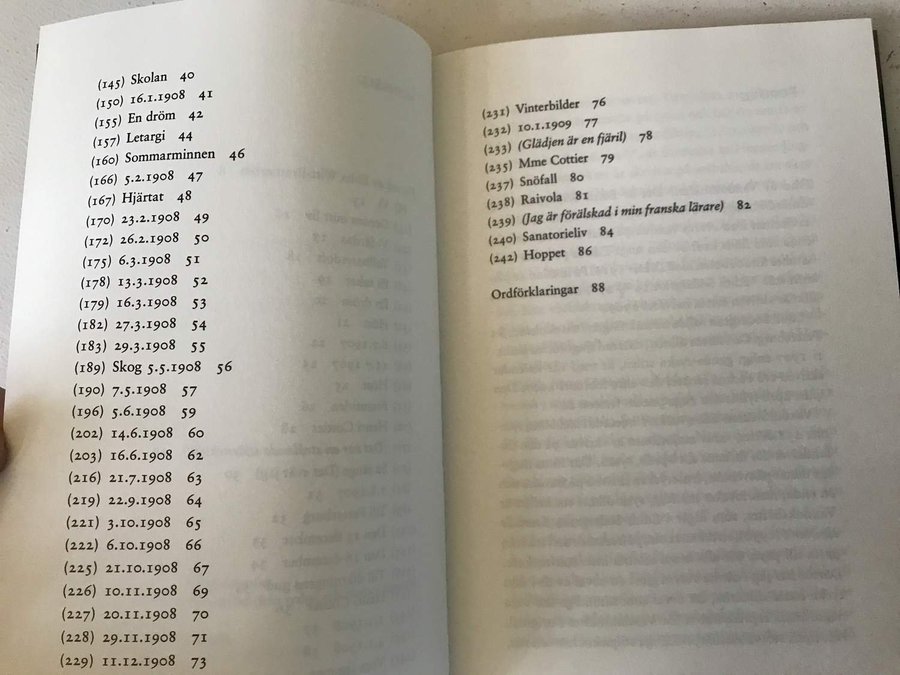 (145) Skolan 40
(150) 16.1.1908 41
(155) En dröm 42
(157) Letargi 44
(160) Sommarminnen 46
(166) 5.2.1908 47
(167) Hjärtat 48
(170) 23.2.1908 49
(172) 26.2.1908 50
(175) 6.3.1908 51
(178) 13.3.1908 52
(179) 16.3.1908 53
(182) 27.3.1908 54
(183) 29.3.1908 55
(189) Skog 5.5.1908 56
(190) 7.5.1908 57
(196) 5.6.1908 59
(202) 14.6.1908 60
(203) 16.6.1908 62
(216) 21.7.1908 63
(219) 22.9.1908 64
(221) 3.10.1908 65
(222) 6.10.1908 66
(225) 21.10.1908 67
(226) 10.11.1908 69
(227) 20.11.1908 70
(228) 29.11.1908 71
(229) 11.12.1908 73
(231) Vinterbilder 76
(232) 10.1.1909 77
(233) (Glädjen är en fjäril) 78
(235) Mme Cottier 79
(237) Snöfall 80
(238) Raivola 81
(239) (Jag är förälskad i min franska lärare) 82
(240) Sanatorieliv 84
(242) Hoppet 86
Ordförklaringar 88